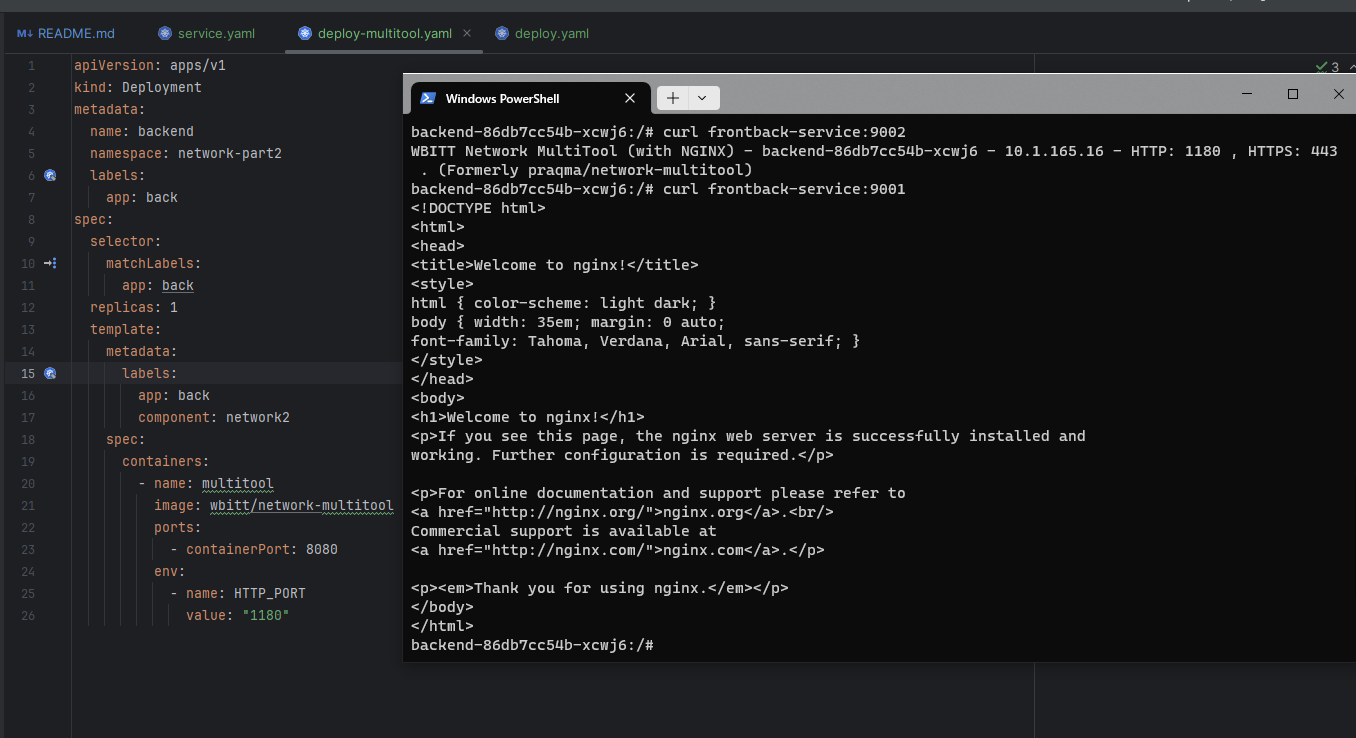 README.md
service.yaml
deploy-multitool.yaml
deploy.yaml
1 apiVersion: apps/v1
2 kind: Deployment
3 metadata:
4 name: backend
5 namespace: network-part2
6 labels:
7 app: back
8 spec:
9 selector:
10 matchLabels:
11 app: back
12 replicas: 1
13 template:
14 metadata:
15 labels:
16 app: back
17 component: network2
18 spec:
19 containers:
20 - name: multitool
21 image: wbitt/network-multitool
22 ports:
23 - containerPort: 8080
24 env:
25 - name: HTTP_PORT
26 value: "1180"
3
Windows PowerShell
backend-86db7cc54b-xcwj6:/# curl frontback-service:9002
WBITT Network MultiTool (with NGINX) - backend-86db7cc54b-xcwj6 - 10.1.165.16 - HTTP: 1180 , HTTPS: 443
. (Formerly praqma/network-multitool)
backend-86db7cc54b-xcwj6:/# curl frontback-service:9001
<!DOCTYPE html>
<html>
<head>
<title>Welcome to nginx!</title>
<style>
html { color-scheme: light dark; }
body { width: 35em; margin: 0 auto;
font-family: Tahoma, Verdana, Arial, sans-serif; }
</style>
</head>
<body>
<h1>Welcome to nginx!</h1>
<p>If you see this page, the nginx web server is successfully installed and
working. Further configuration is required.</p>

<p>For online documentation and support please refer to
<a href="http://nginx.org/">nginx.org</a>.<br/>
Commercial support is available at
<a href="http://nginx.com/">nginx.com</a>.</p>

<p><em>Thank you for using nginx.</em></p>
</body>
</html>
backend-86db7cc54b-xcwj6:/#